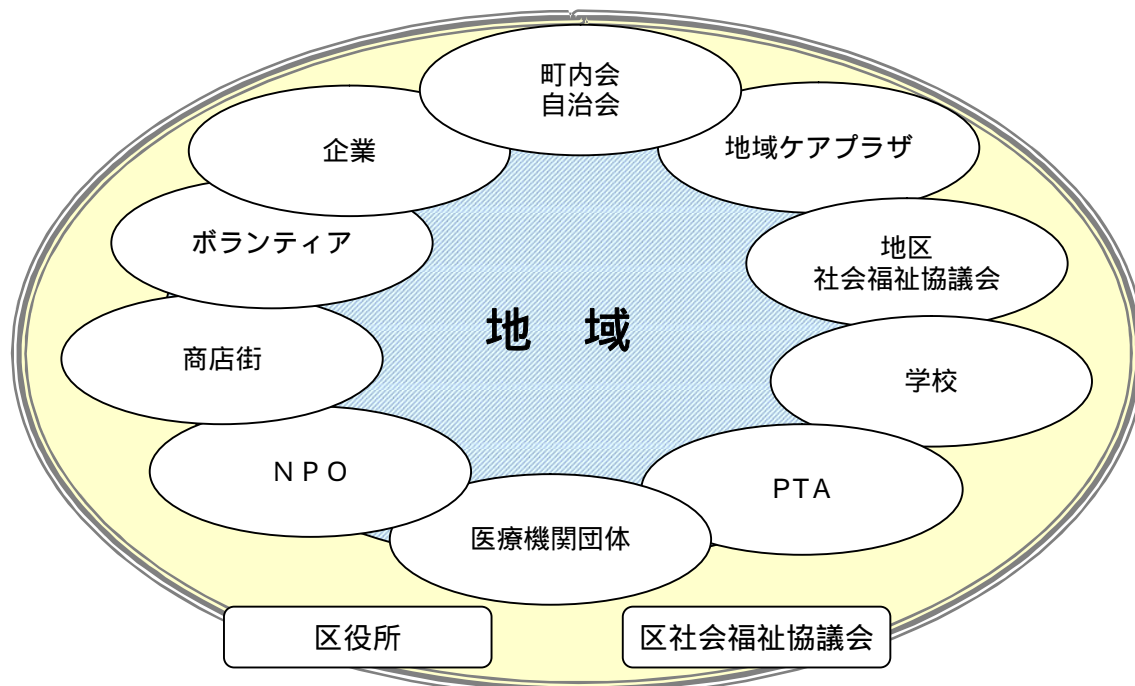 町内会
自治会
企業
地域ケアプラザ
ボランティア
地区
社会福祉協議会
地　域
商店街
学校
ＮＰＯ
PTA
医療機関団体
区役所
区社会福祉協議会